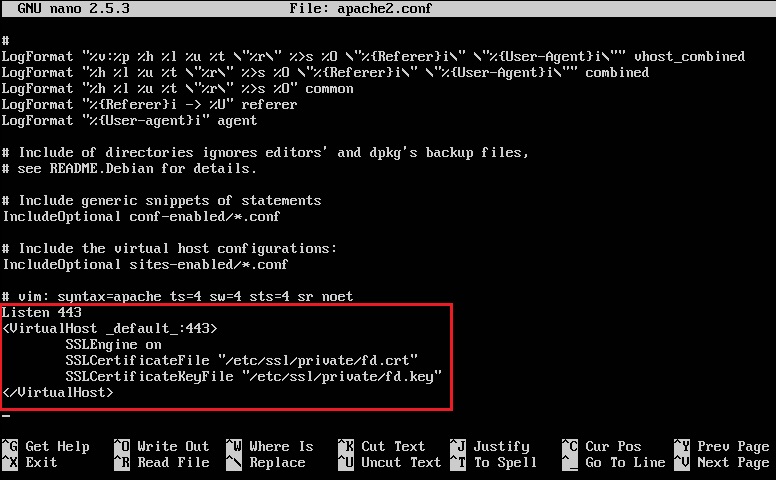 GNU nano 2.5.3 File: apache2.conf
#
LogFormat "%v:%p %h %l %u %t \"%r\" %>s %O \"%{Referer}i\" \"%{User-Agent}i\"" vhost_combined
LogFormat "%h %l %u %t \"%r\" %>s %O \"%{Referer}i\" \"%{User-Agent}i\"" combined
LogFormat "%h %l %u %t \"%r\" %>s %O" common
LogFormat "%{Referer}i -> %U" referer
LogFormat "%{User-agent}i" agent
# Include of directories ignores editors' and dpkg's backup files,
# see README.Debian for details.
# Include generic snippets of statements
IncludeOptional conf-enabled/*.conf
# Include the virtual host configurations:
IncludeOptional sites-enabled/*.conf
# vim: syntax=apache ts=4 sw=4 sts=4 sr noet
Listen 443
<VirtualHost _default_:443>
SSLEngine on
SSLCertificateFile "/etc/ssl/private/fd.crt"
SSLCertificateKeyFile "/etc/ssl/private/fd.key"
</VirtualHost>
^G Get Help ^O Write Out ^W Where Is ^K Cut Text ^J Justify ^C Cur Pos ^Y Prev Page
^X Exit ^R Read File ^\ Replace ^U Uncut Text ^T To Spell ^_ Go To Line ^V Next Page